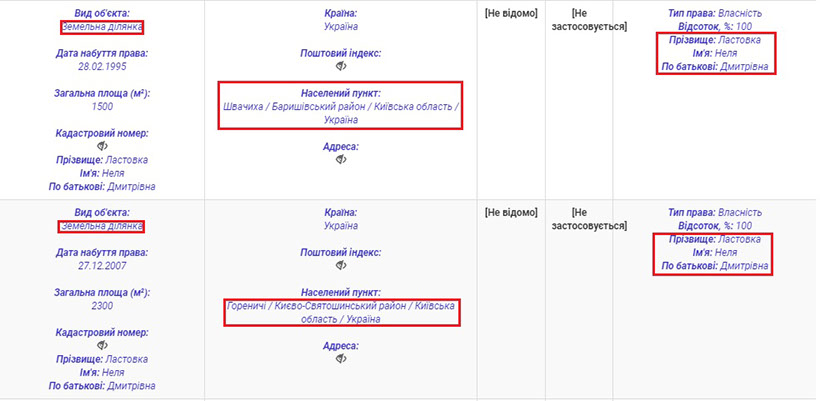 Вид об'єкта:
Земельна ділянка
Дата набуття права:
28.02.1995
Загальна площа (м²):
1500
Кадастровий номер:
Прізвище: Ластовка
Ім'я: Неля
По батькові: Дмитрівна
Країна:
Україна
Поштовий індекс:
Населений пункт:
Швачиха / Баришівський район / Київська область /
Україна
Адреса:
[Не відомо]
[Не
застосовується]
Тип права: Власність
Відсоток, %: 100
Прізвище: Ластовка
Ім'я: Неля
По батькові: Дмитрівна
Вид об'єкта:
Земельна ділянка
Дата набуття права:
27.12.2007
Загальна площа (м²):
2300
Кадастровий номер:
Прізвище: Ластовка
Ім'я: Неля
По батькові: Дмитрівна
Країна:
Україна
Поштовий індекс:
Населений пункт:
Гореничі / Києво-Святошинський район / Київська
область / Україна
Адреса:
[Не відомо]
[Не
застосовується]
Тип права: Власність
Відсоток, %: 100
Прізвище: Ластовка
Ім'я: Неля
По батькові: Дмитрівна